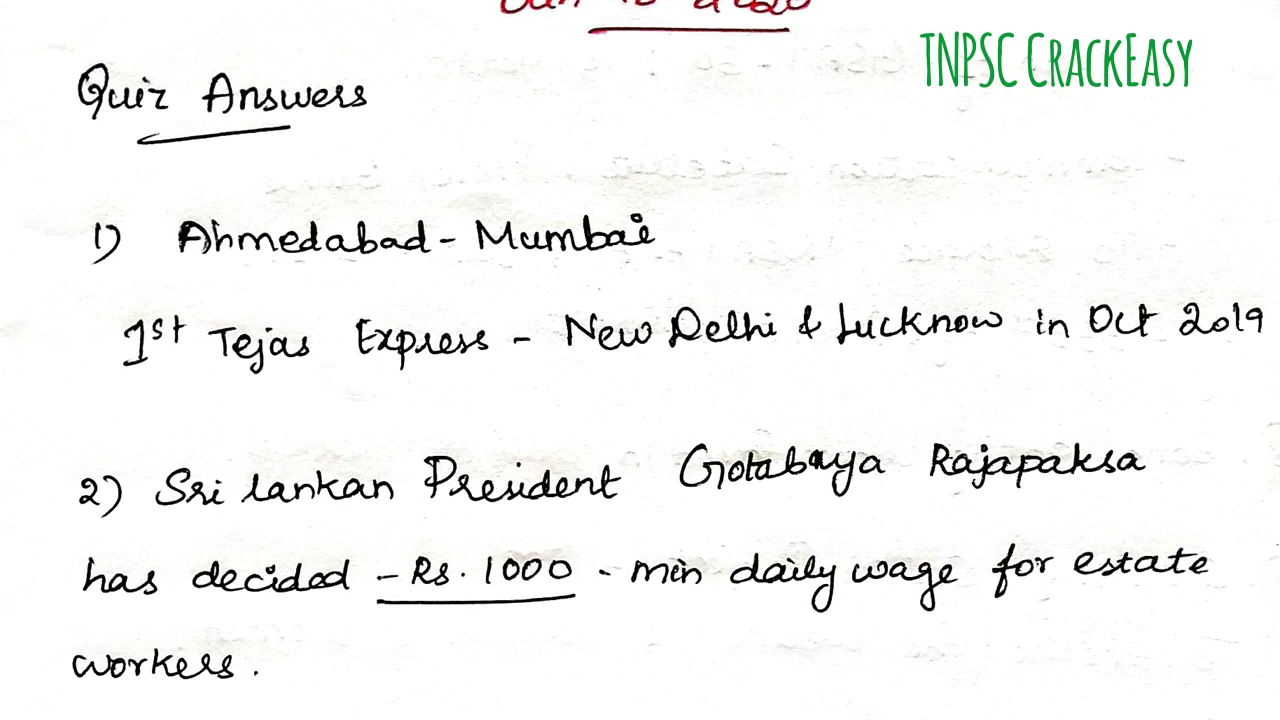 TNPSC CrackEasy
Quiz Answers
1) Ahmedabad - Mumbai
1st Tejas Express - New Delhi & Lucknow in Oct 2019
2) Sri lankan President Gotabaya Rajapaksa
has decided - Rs. 1000 - min daily wage for estate
workers.